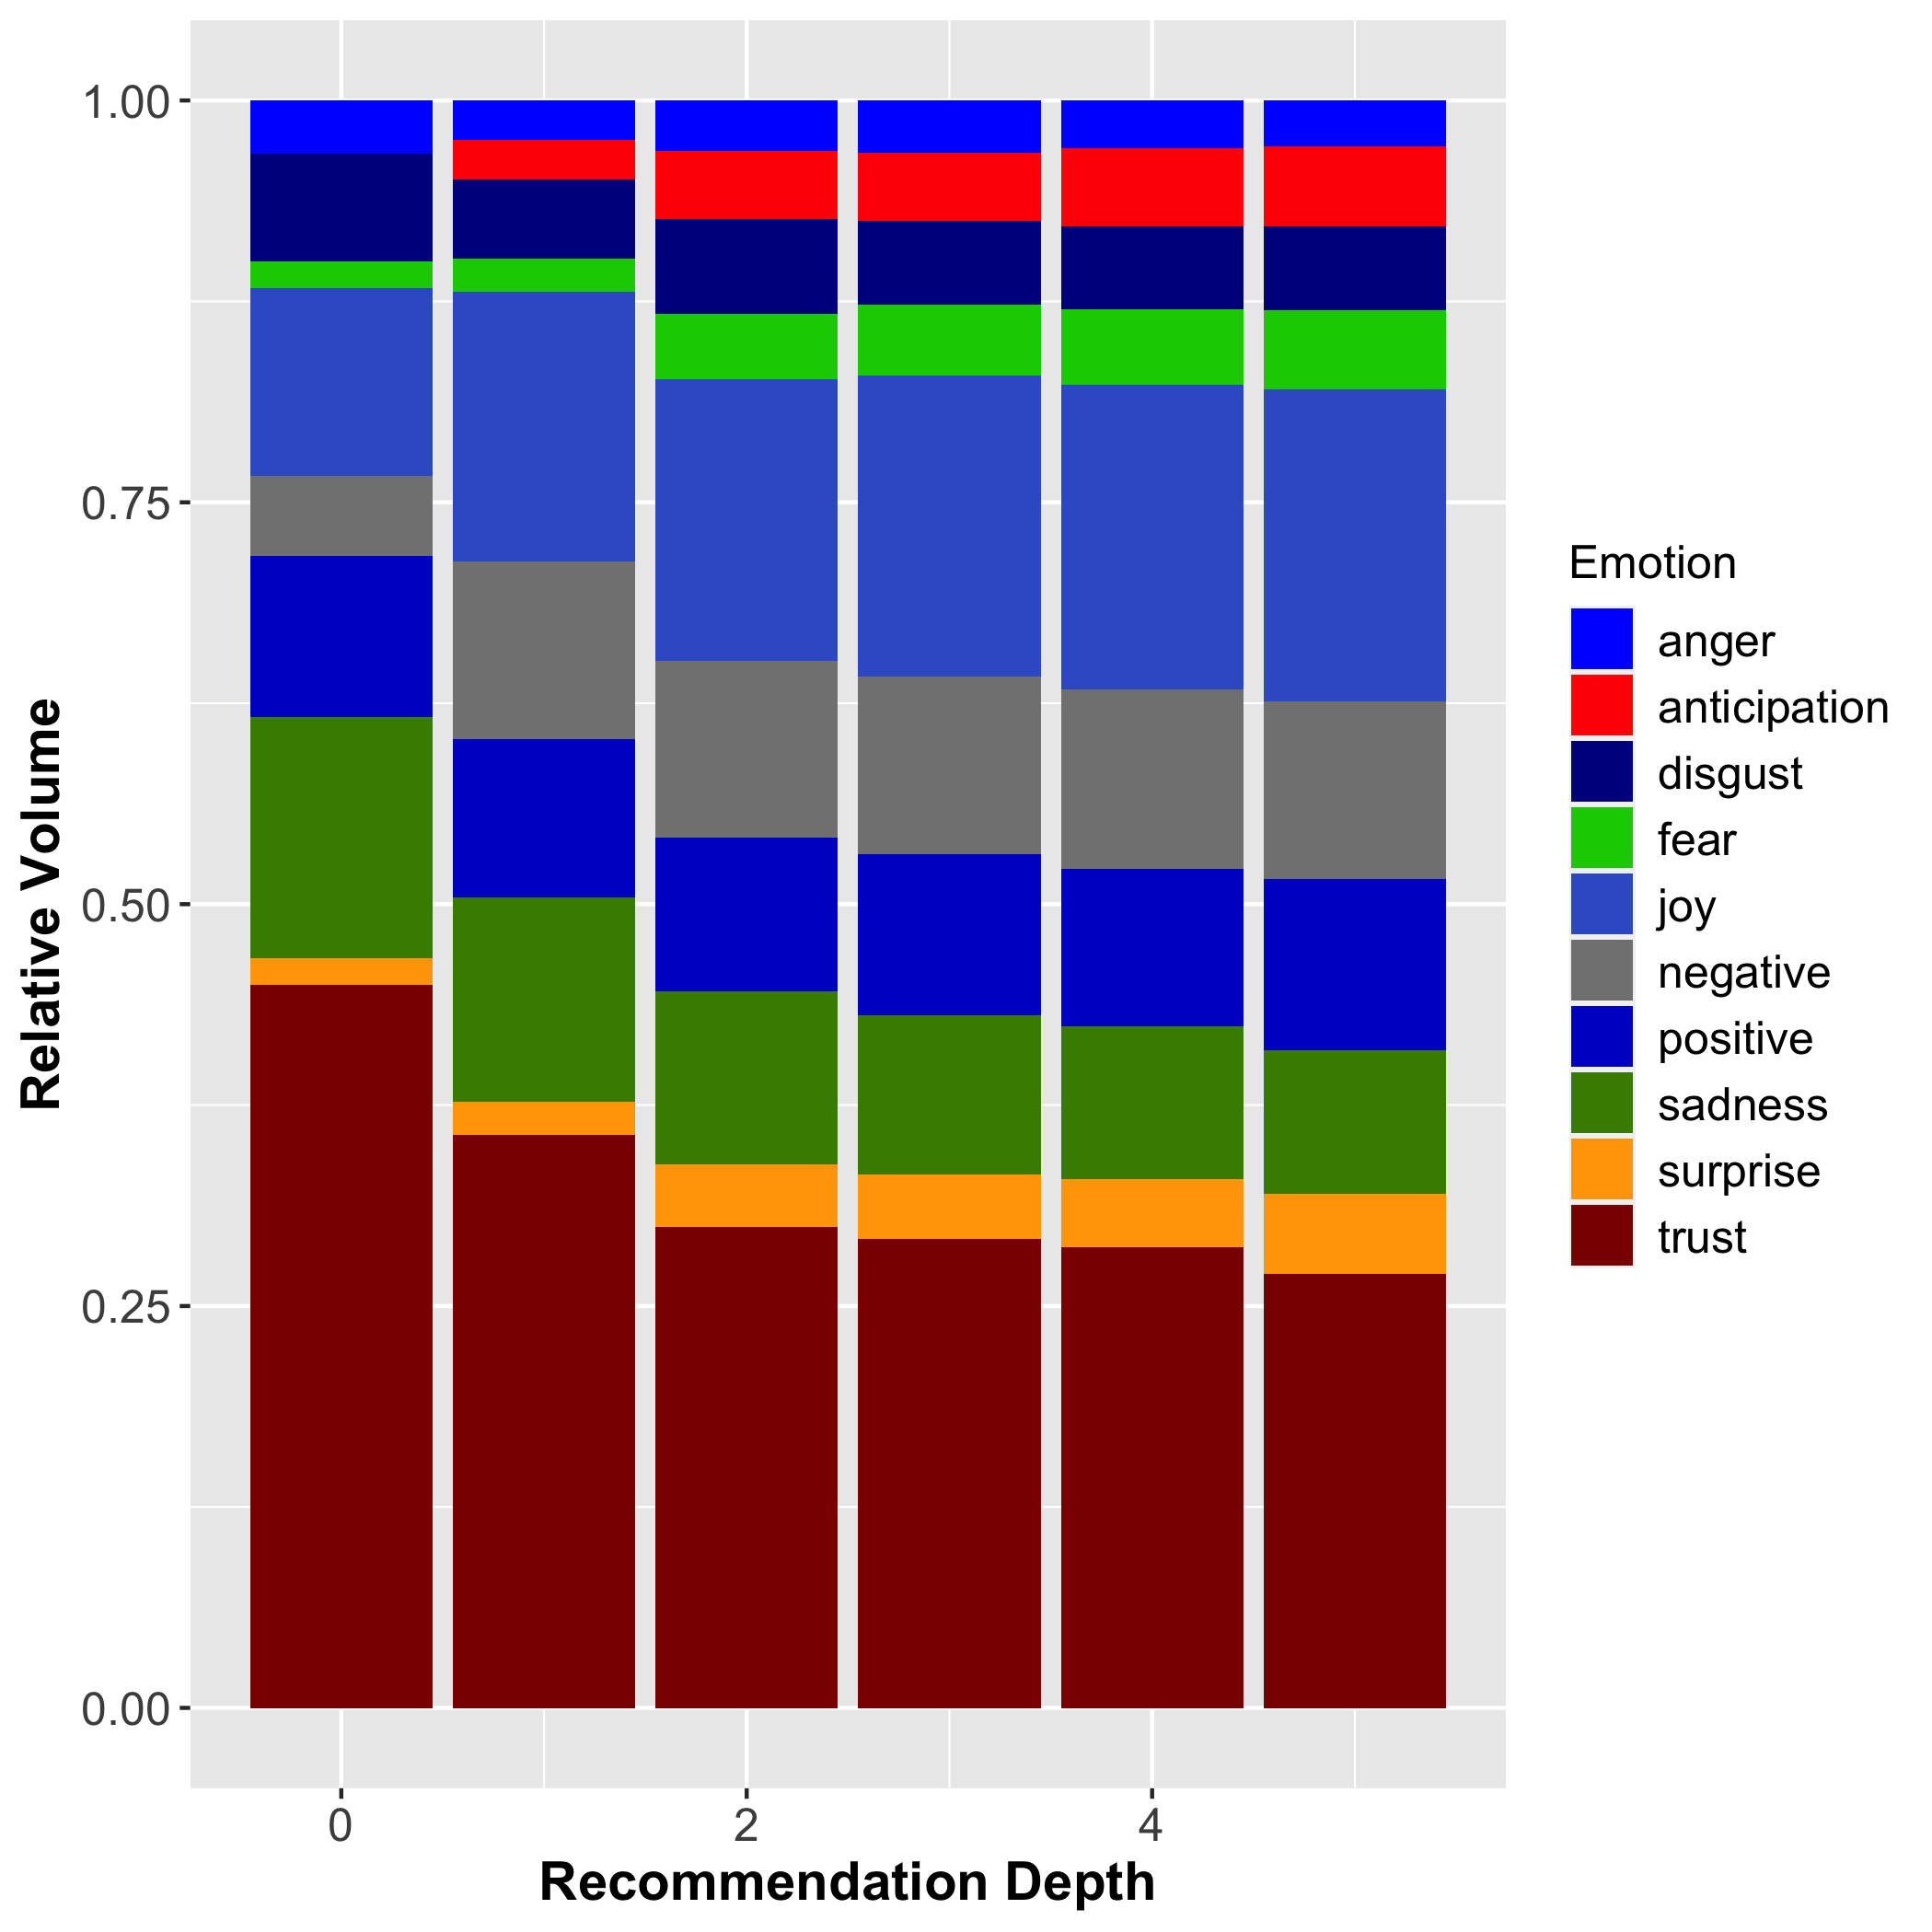 1.00
0.75
0.50
0.25
0.00
Relative Volume
0
2
4
Recommendation Depth
Emotion
anger
anticipation
disgust
fear
joy
negative
positive
sadness
surprise
trust